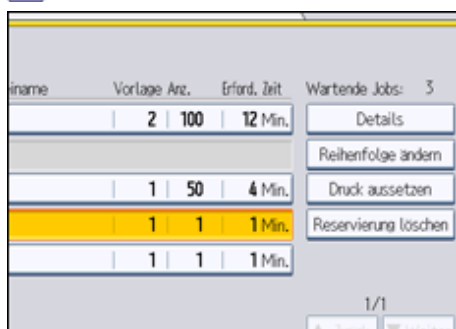 iname Vorlage Anz. Erford. Zeit Wartende Jobs: 3
2 100 12 Min. Details
Reihenfolge ändern
1 50 4 Min. Druck aussetzen
1 1 1 Min. Reservierung löschen
1 1 1 Min.
1/1